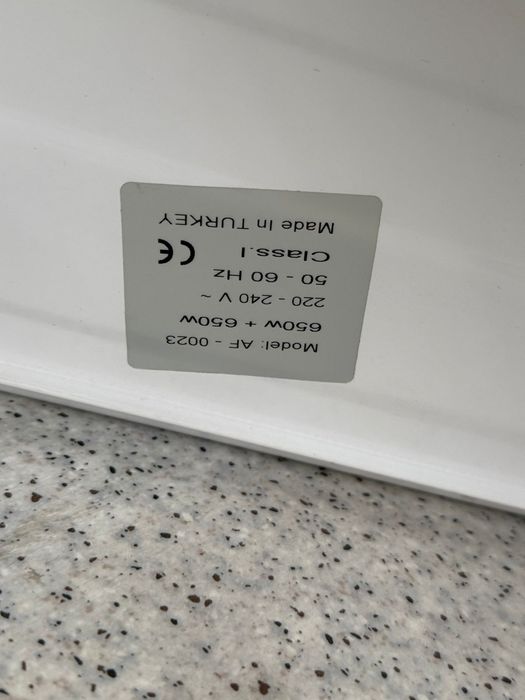 Model: AF - 0023
650w + 650w
220 - 240 V ~
50 - 60 Hz
Class.I
CE
Made In TURKEY